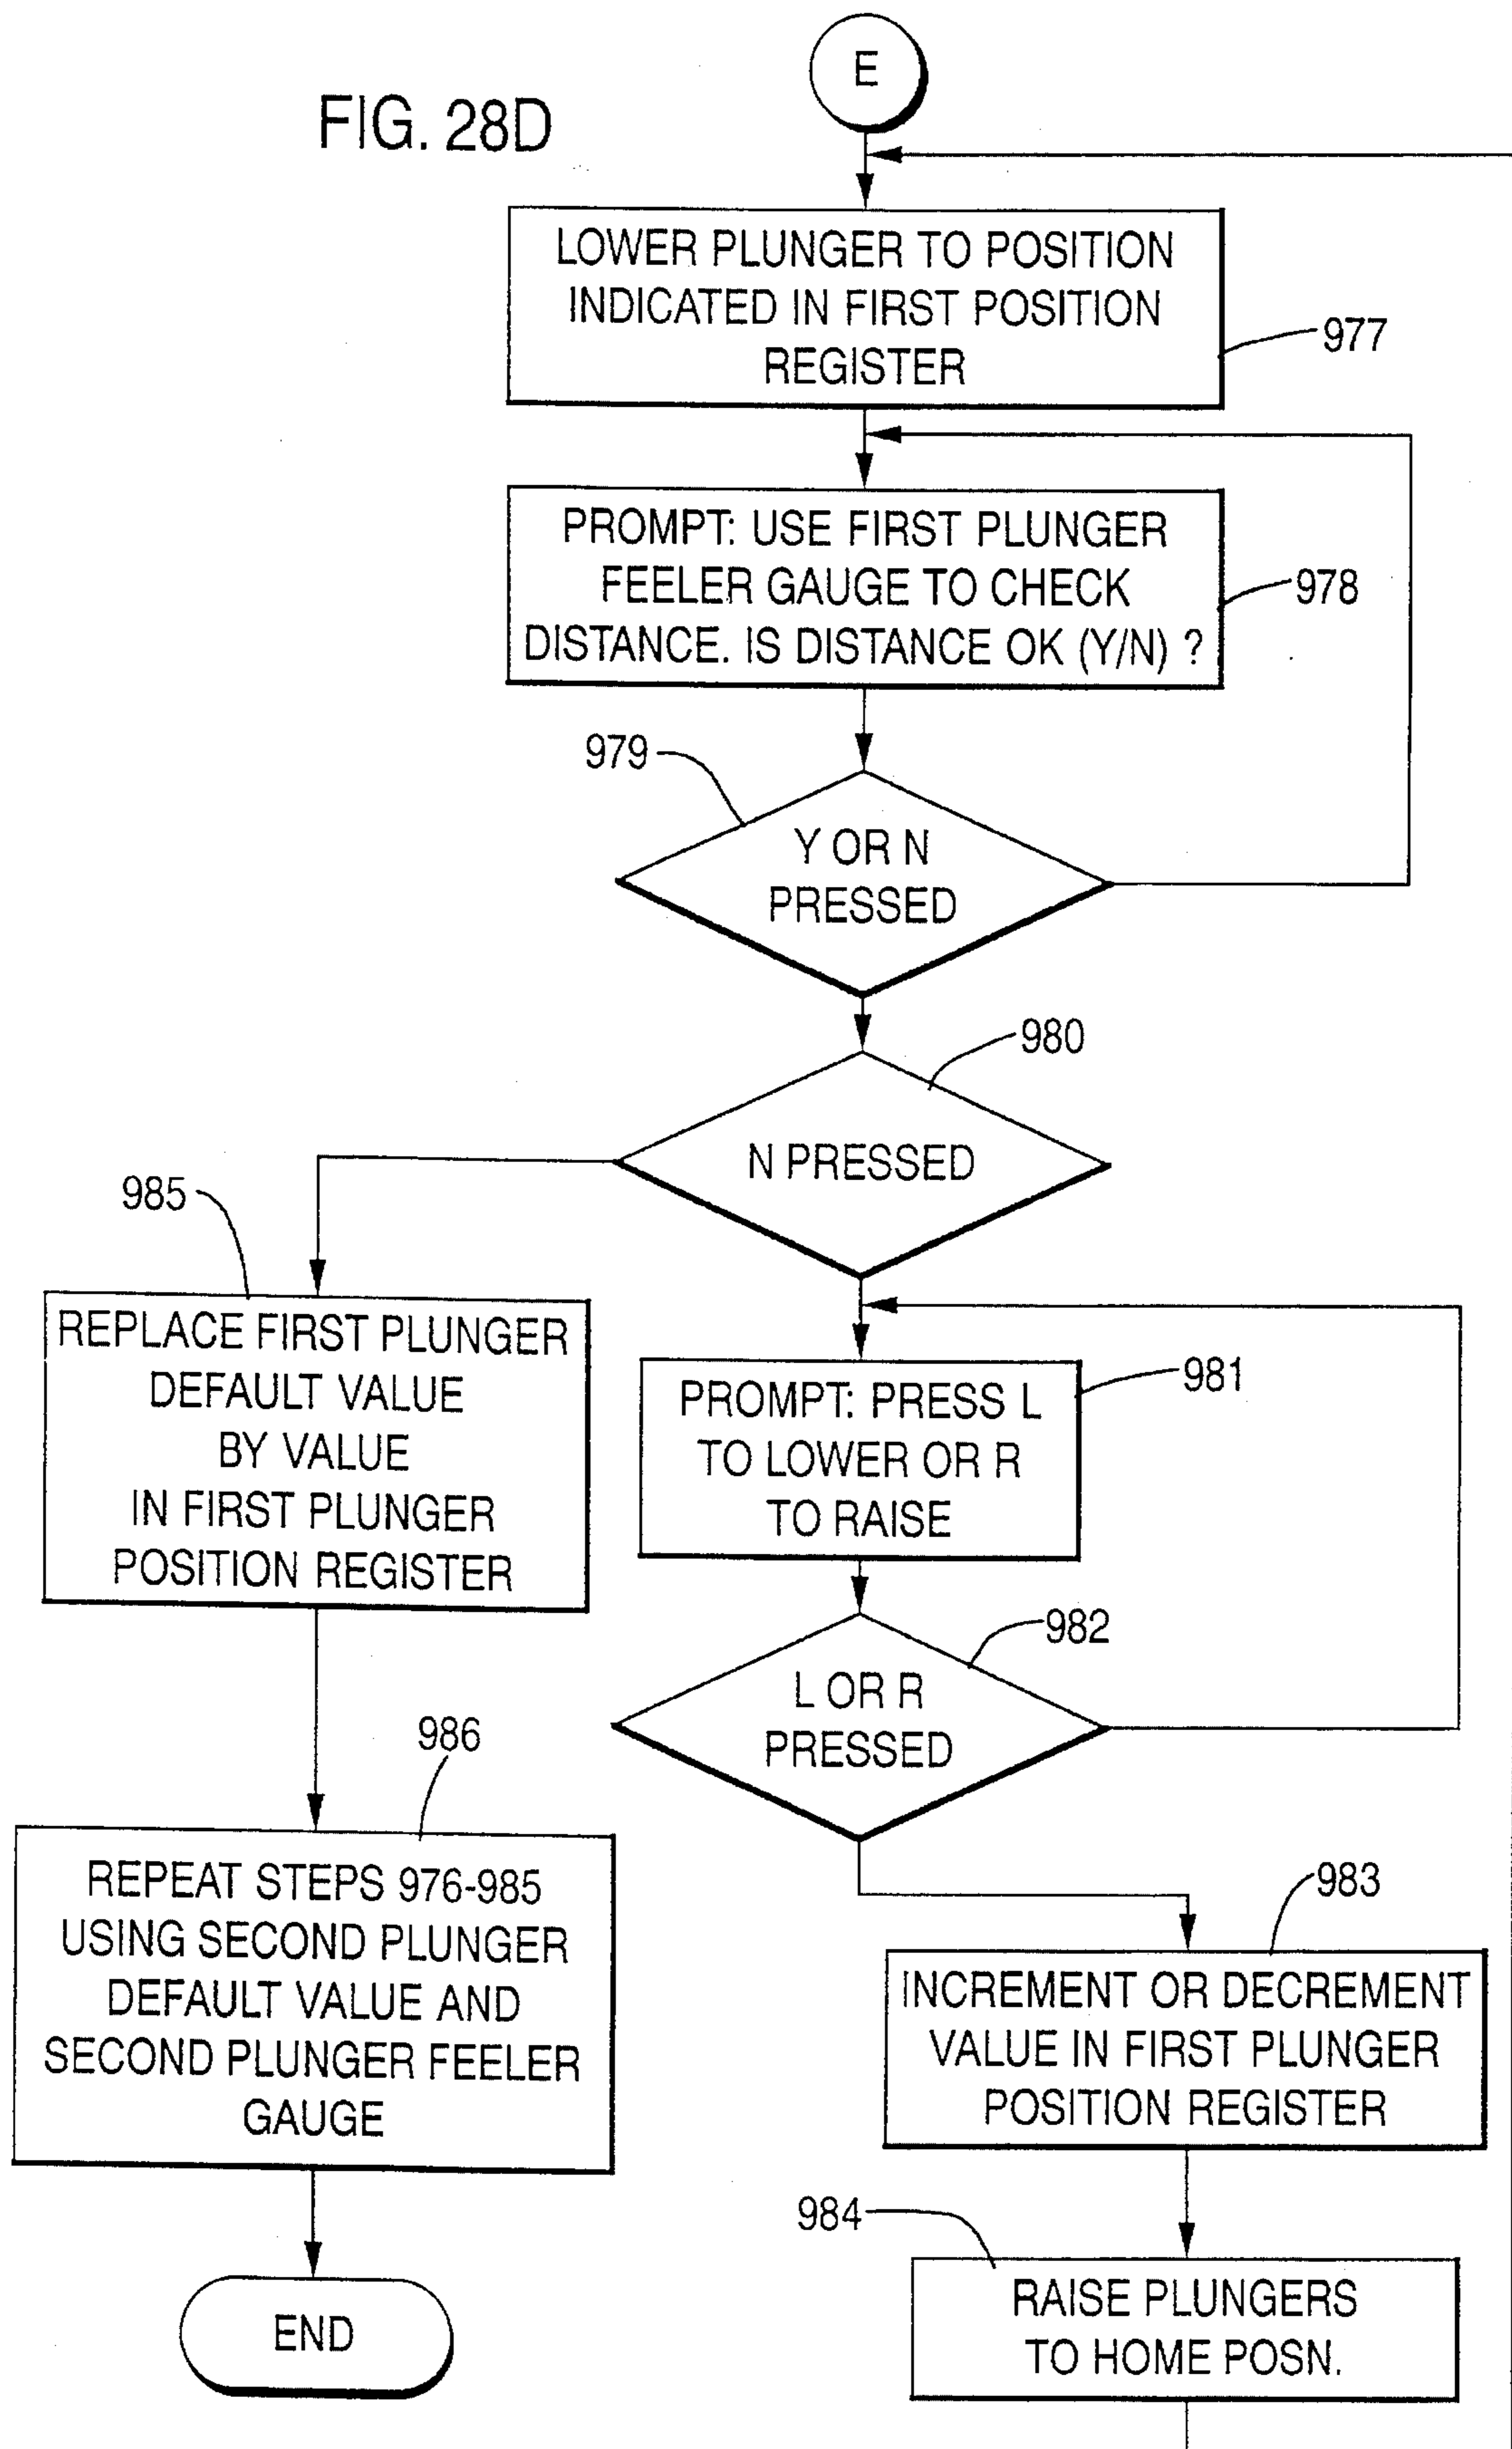 E
FIG. 28D
LOWER PLUNGER TO POSITION
INDICATED IN FIRST POSITION
REGISTER
977
PROMPT: USE FIRST PLUNGER
FEELER GAUGE TO CHECK
DISTANCE. IS DISTANCE OK (Y/N) ?
978
979
Y OR N
PRESSED
980
N PRESSED
985
REPLACE FIRST PLUNGER
DEFAULT VALUE
BY VALUE
IN FIRST PLUNGER
POSITION REGISTER
981
PROMPT: PRESS L
TO LOWER OR R
TO RAISE
982
L OR R
PRESSED
986
REPEAT STEPS 976-985
USING SECOND PLUNGER
DEFAULT VALUE AND
SECOND PLUNGER FEELER
GAUGE
983
INCREMENT OR DECREMENT
VALUE IN FIRST PLUNGER
POSITION REGISTER
984
RAISE PLUNGERS
TO HOME POSN.
END